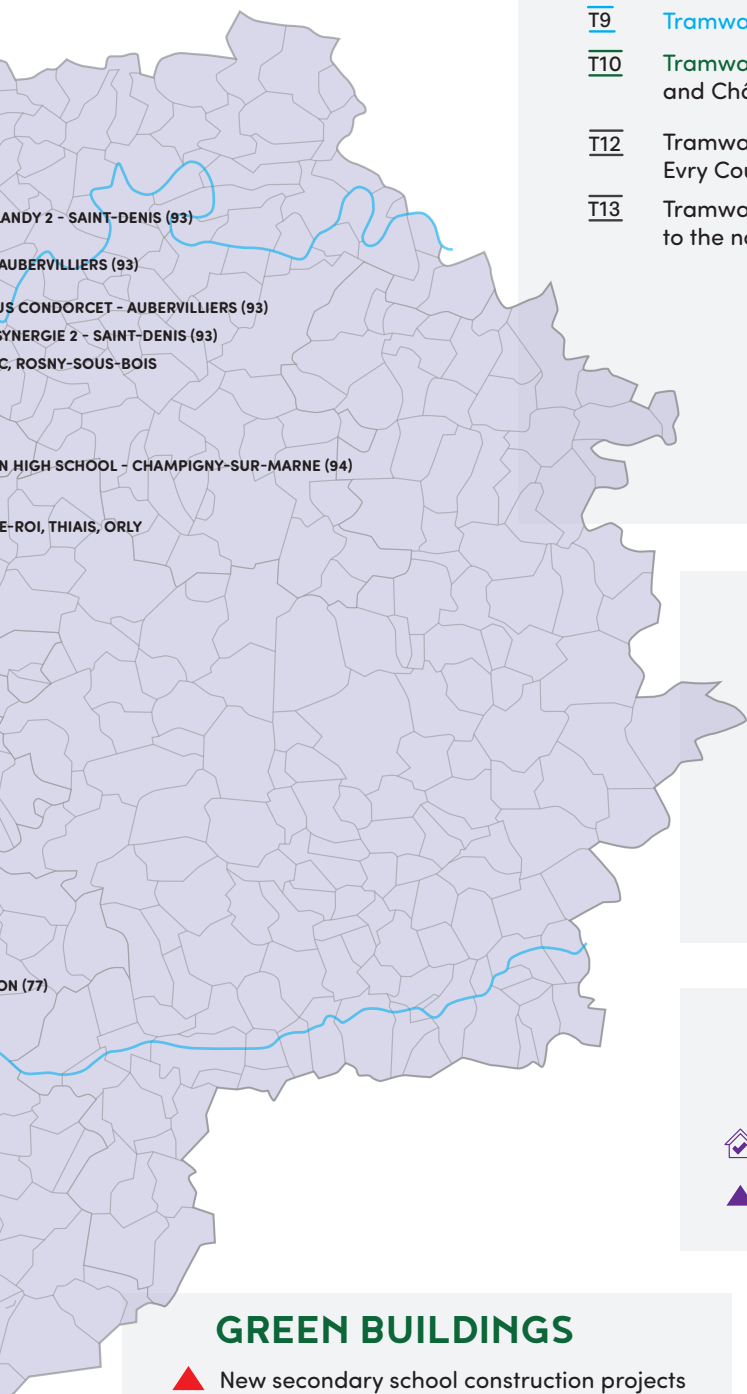 T9 Tramwa
T10 Tramwa
and Châ
T12 Tramwa
Evry Cou
T13 Tramwa
to the no
ANDY 2 - SAINT-DENIS (93)
AUBERVILLIERS (93)
US CONDORCET - AUBERVILLIERS (93)
SYNERGIE 2 - SAINT-DENIS (93)
C, ROSNY-SOUS-BOIS
N HIGH SCHOOL - CHAMPIGNY-SUR-MARNE (94)
E-ROI, THIAIS, ORLY
ON (77)
GREEN BUILDINGS
New secondary school construction projects